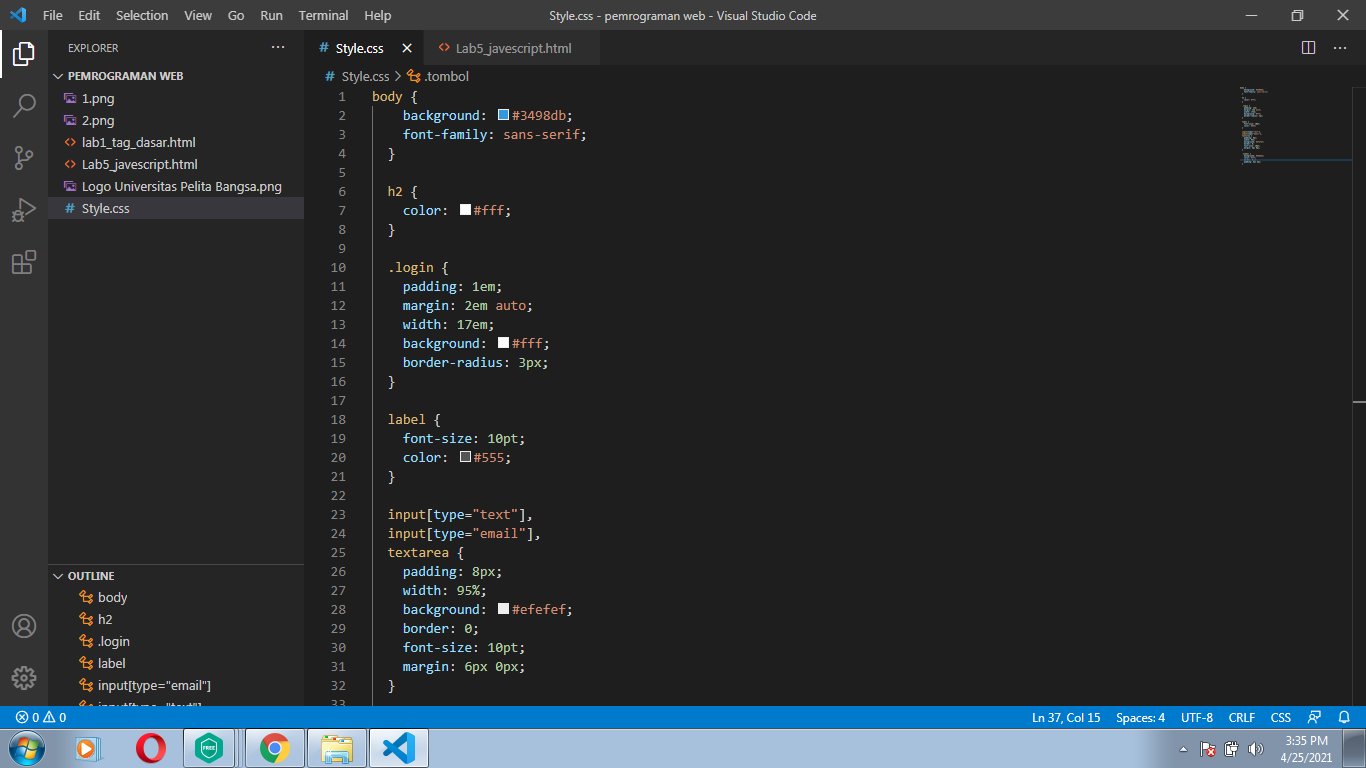 File Edit Selection View Go Run Terminal Help Style.css - pemrograman web - Visual Studio Code
EXPLORER
PEMROGRAMAN WEB
1.png
2.png
lab1_tag_dasar.html
Lab5_javescript.html
Logo Universitas Pelita Bangsa.png
# Style.css
OUTLINE
body
h2
.login
label
input[type="email"]
input[type="text"]
# Style.css
Lab5_javescript.html
# Style.css > .tombol
1 body {
2 background: #3498db;
3 font-family: sans-serif;
4 }
5
6 h2 {
7 color: #fff;
8 }
9
10 .login {
11 padding: 1em;
12 margin: 2em auto;
13 width: 17em;
14 background: #fff;
15 border-radius: 3px;
16 }
17
18 label {
19 font-size: 10pt;
20 color: #555;
21 }
22
23 input[type="text"],
24 input[type="email"],
25 textarea {
26 padding: 8px;
27 width: 95%;
28 background: #efefef;
29 border: 0;
30 font-size: 10pt;
31 margin: 6px 0px;
32 }
33
0 0 Ln 37, Col 15 Spaces: 4 UTF-8 CRLF CSS
FREE
3:35 PM
4/25/2021